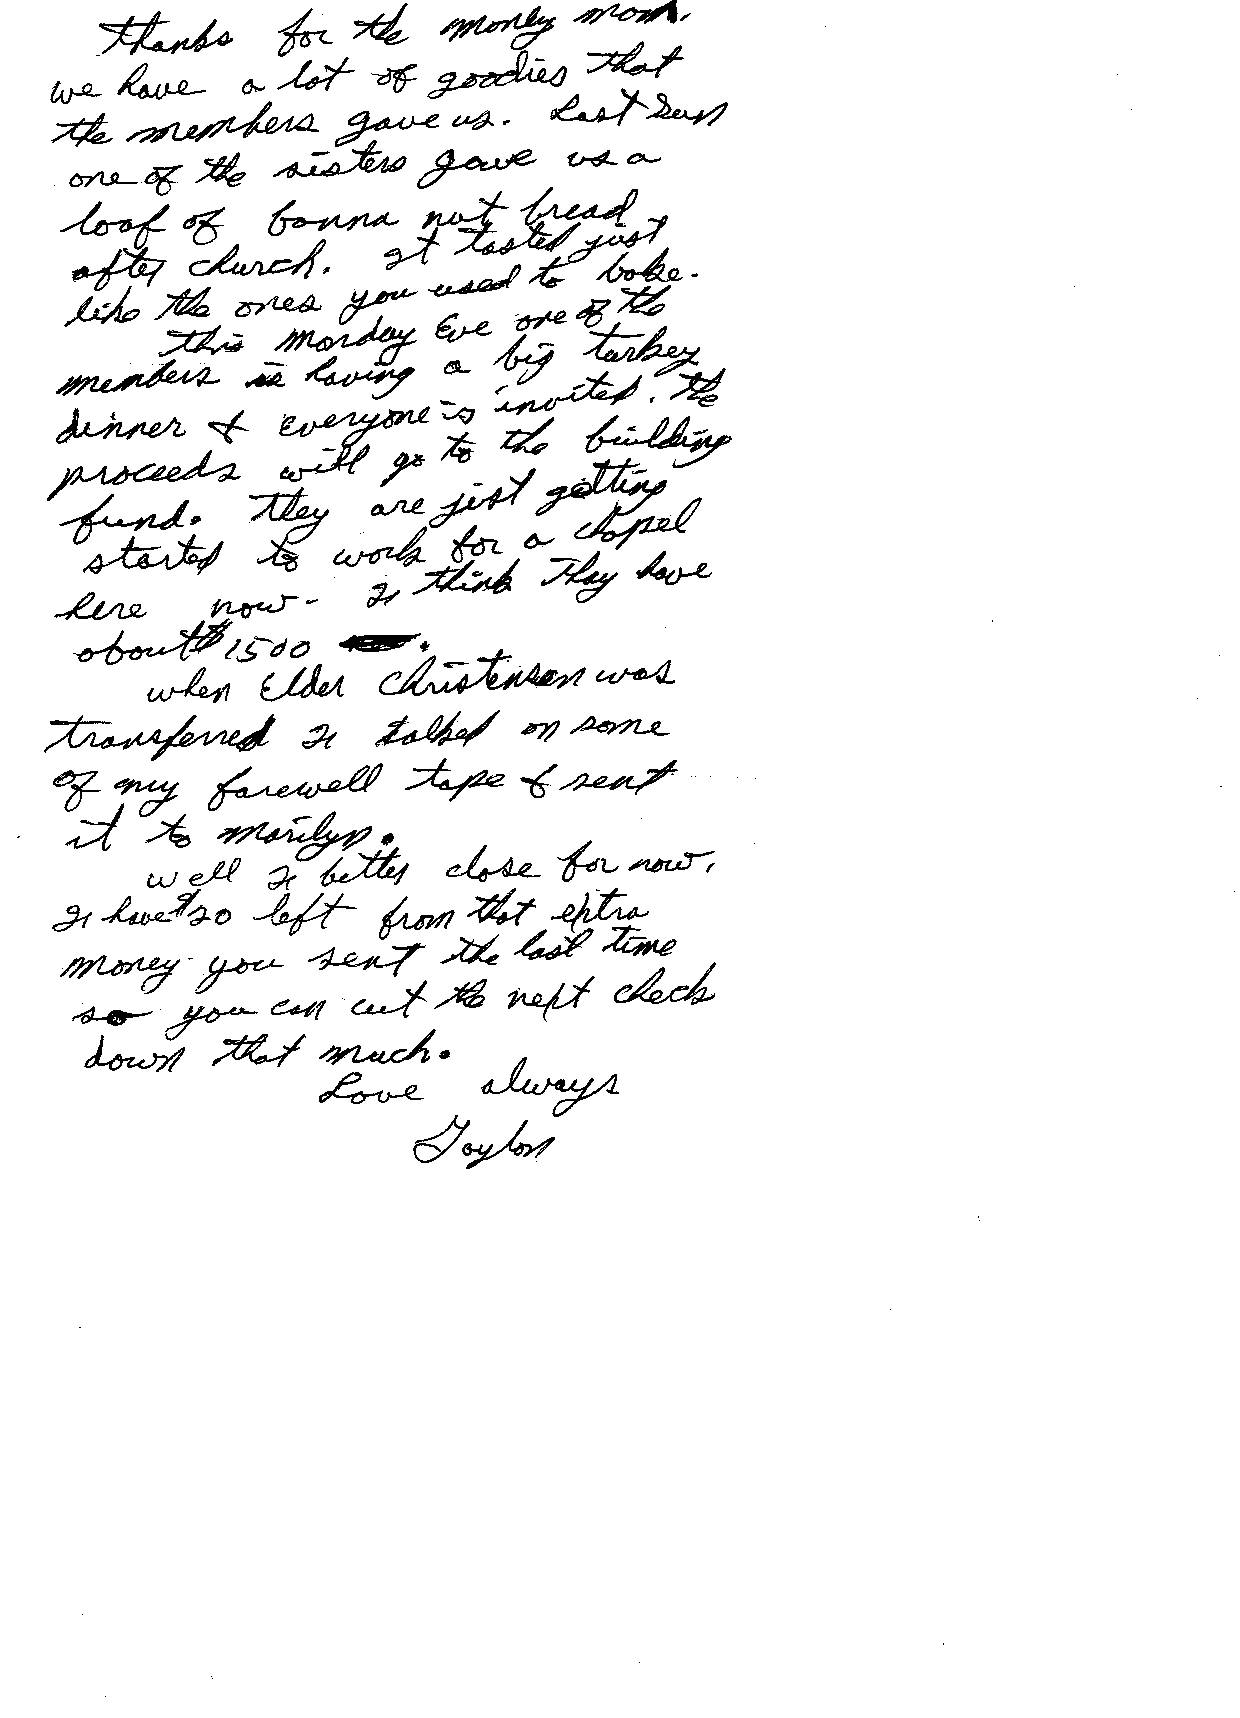 thanks for the money mom.
we have a lot of goodies that
the members gave us. Last Sun
one of the sisters gave us a
loaf of banna nut bread
after church. It tasted just
like the ones you used to bake.
this monday Eve one of the
members is having a big turkey
dinner & everyone is invited. the
proceeds will go to the building
fund. They are just getting
started to work for a chapel
here now - I think They have
about $1500 .
when Elder Christensen was
transferred I talked on some
of my farewell tape & sent
it to marilyn.
well I better close for now,
I have $20 left from that extra
money you sent the last time
so you can cut the next check
down that much.
Love always
Taylor